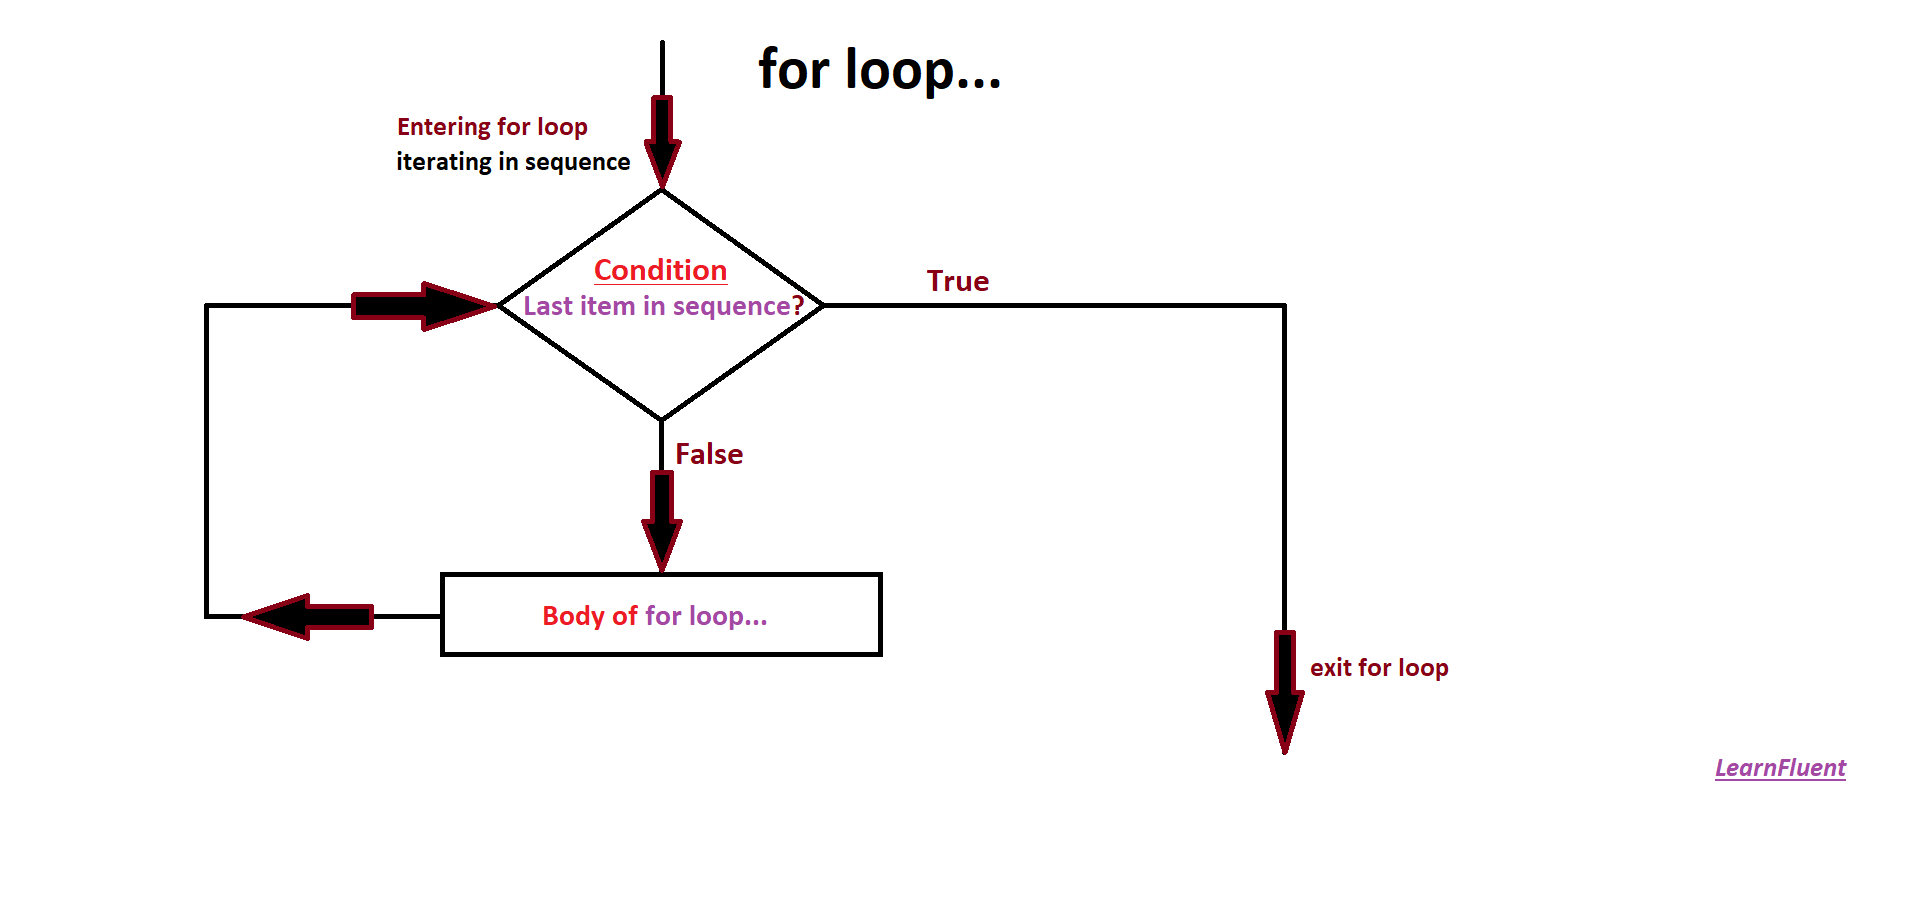 for loop...
Entering for loop
iterating in sequence
Condition
Last item in sequence?
True
False
Body of for loop...
exit for loop
LearnFluent